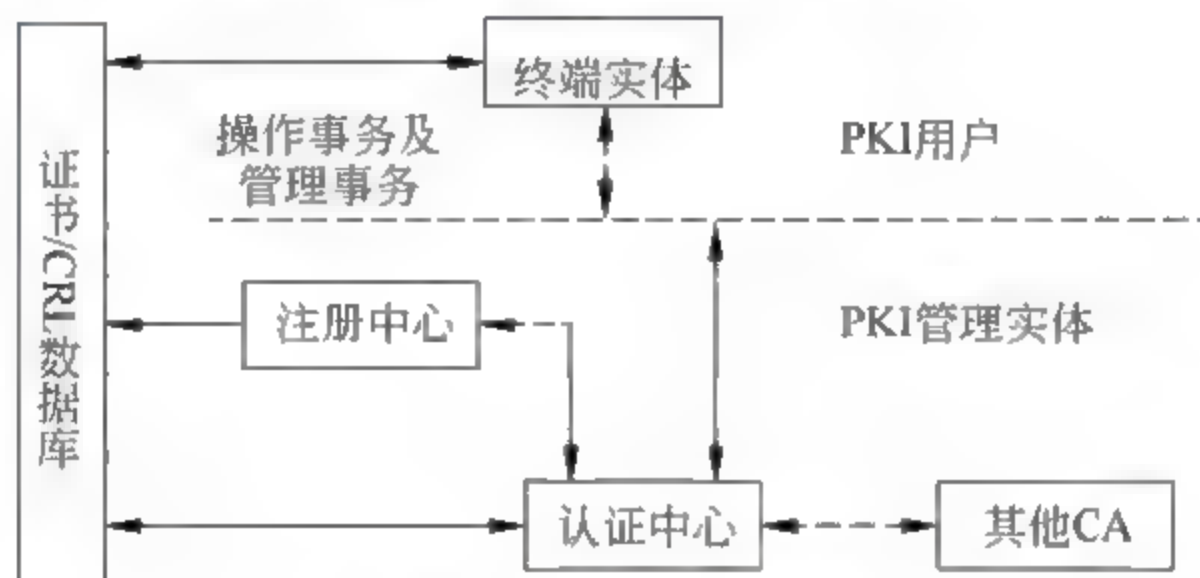 证书/CRL数据库
终端实体
操作事务及
管理事务
PKI用户
注册中心
PKI管理实体
认证中心
其他CA